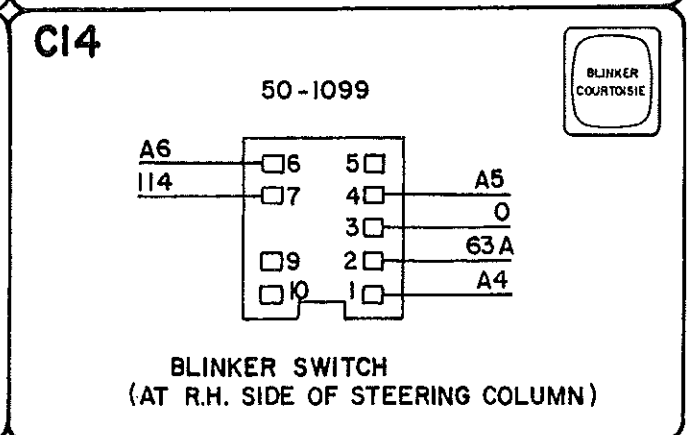 C14
BLINKER
COURTOISIE
50-1099
A6
6 5
114
7 4
A5
3
O
9 2
63A
10 1
A4
BLINKER SWITCH
(AT R.H. SIDE OF STEERING COLUMN)